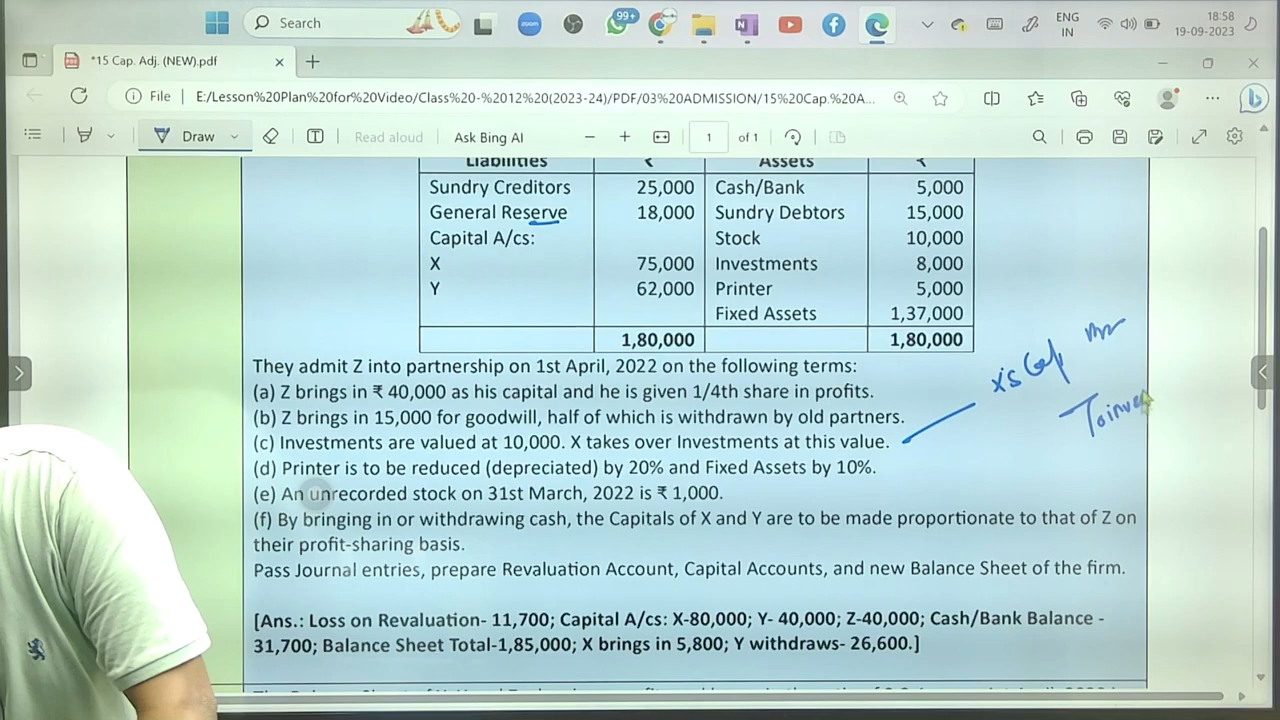 Search
99+
ENG
IN
18:58
19-09-2023
*15 Cap. Adj. (NEW).pdf
File | E:/Lesson%20Plan%20for%20Video/Class%20-%2012%20(2023-24)/PDF/03%20ADMISSION/15%20Cap.%20A...
Draw
Read aloud
Ask Bing AI
1 of 1
Liabilities ₹ Assets ₹
Sundry Creditors 25,000 Cash/Bank 5,000
General Reserve 18,000 Sundry Debtors 15,000
Capital A/cs: Stock 10,000
X 75,000 Investments 8,000
Y 62,000 Printer 5,000
Fixed Assets 1,37,000
1,80,000 1,80,000
They admit Z into partnership on 1st April, 2022 on the following terms:
(a) Z brings in ₹ 40,000 as his capital and he is given 1/4th share in profits.
(b) Z brings in 15,000 for goodwill, half of which is withdrawn by old partners.
(c) Investments are valued at 10,000. X takes over Investments at this value.
X's Cap
To inve
(d) Printer is to be reduced (depreciated) by 20% and Fixed Assets by 10%.
(e) An unrecorded stock on 31st March, 2022 is ₹ 1,000.
(f) By bringing in or withdrawing cash, the Capitals of X and Y are to be made proportionate to that of Z on
their profit-sharing basis.
Pass Journal entries, prepare Revaluation Account, Capital Accounts, and new Balance Sheet of the firm.
[Ans.: Loss on Revaluation- 11,700; Capital A/cs: X-80,000; Y- 40,000; Z-40,000; Cash/Bank Balance -
31,700; Balance Sheet Total-1,85,000; X brings in 5,800; Y withdraws- 26,600.]